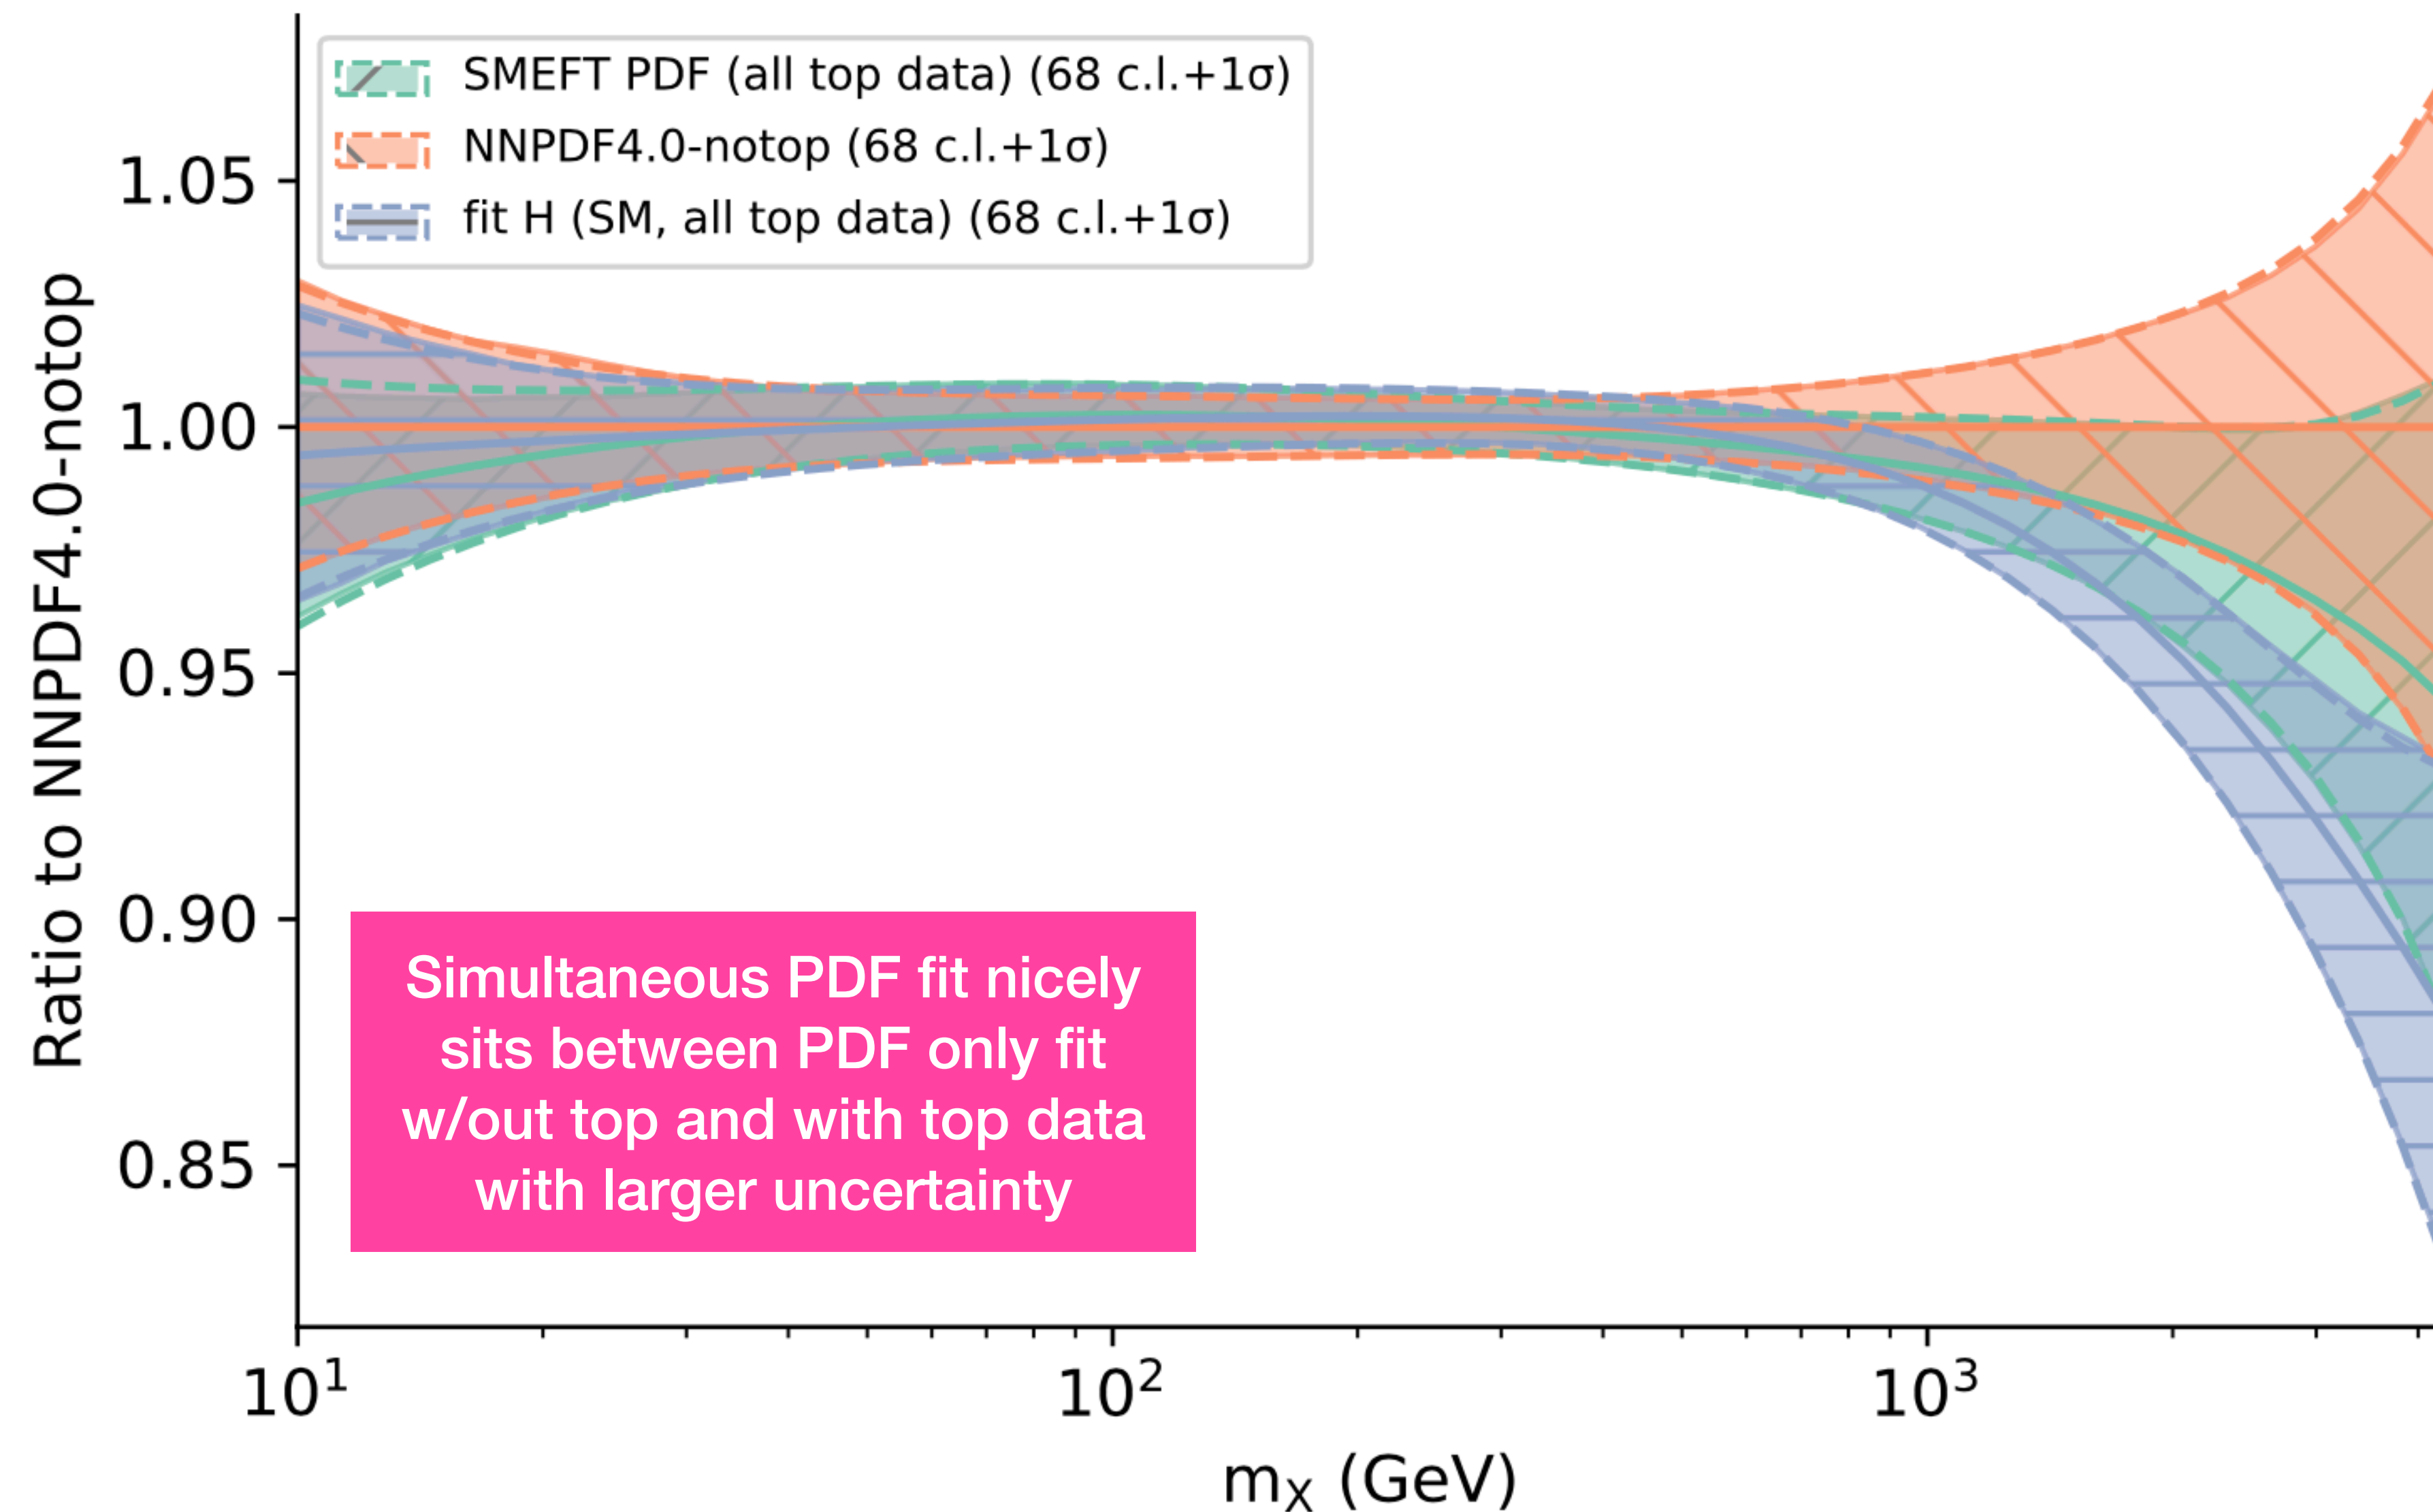 SMEFT PDF (all top data) (68 c.l.+1σ)
NNPDF4.0-notop (68 c.l.+1σ)
fit H (SM, all top data) (68 c.l.+1σ)
Ratio to NNPDF4.0-notop
1.05
1.00
0.95
0.90
0.85
Simultaneous PDF fit nicely
sits between PDF only fit
w/out top and with top data
with larger uncertainty
10¹
10²
10³
mₓ (GeV)